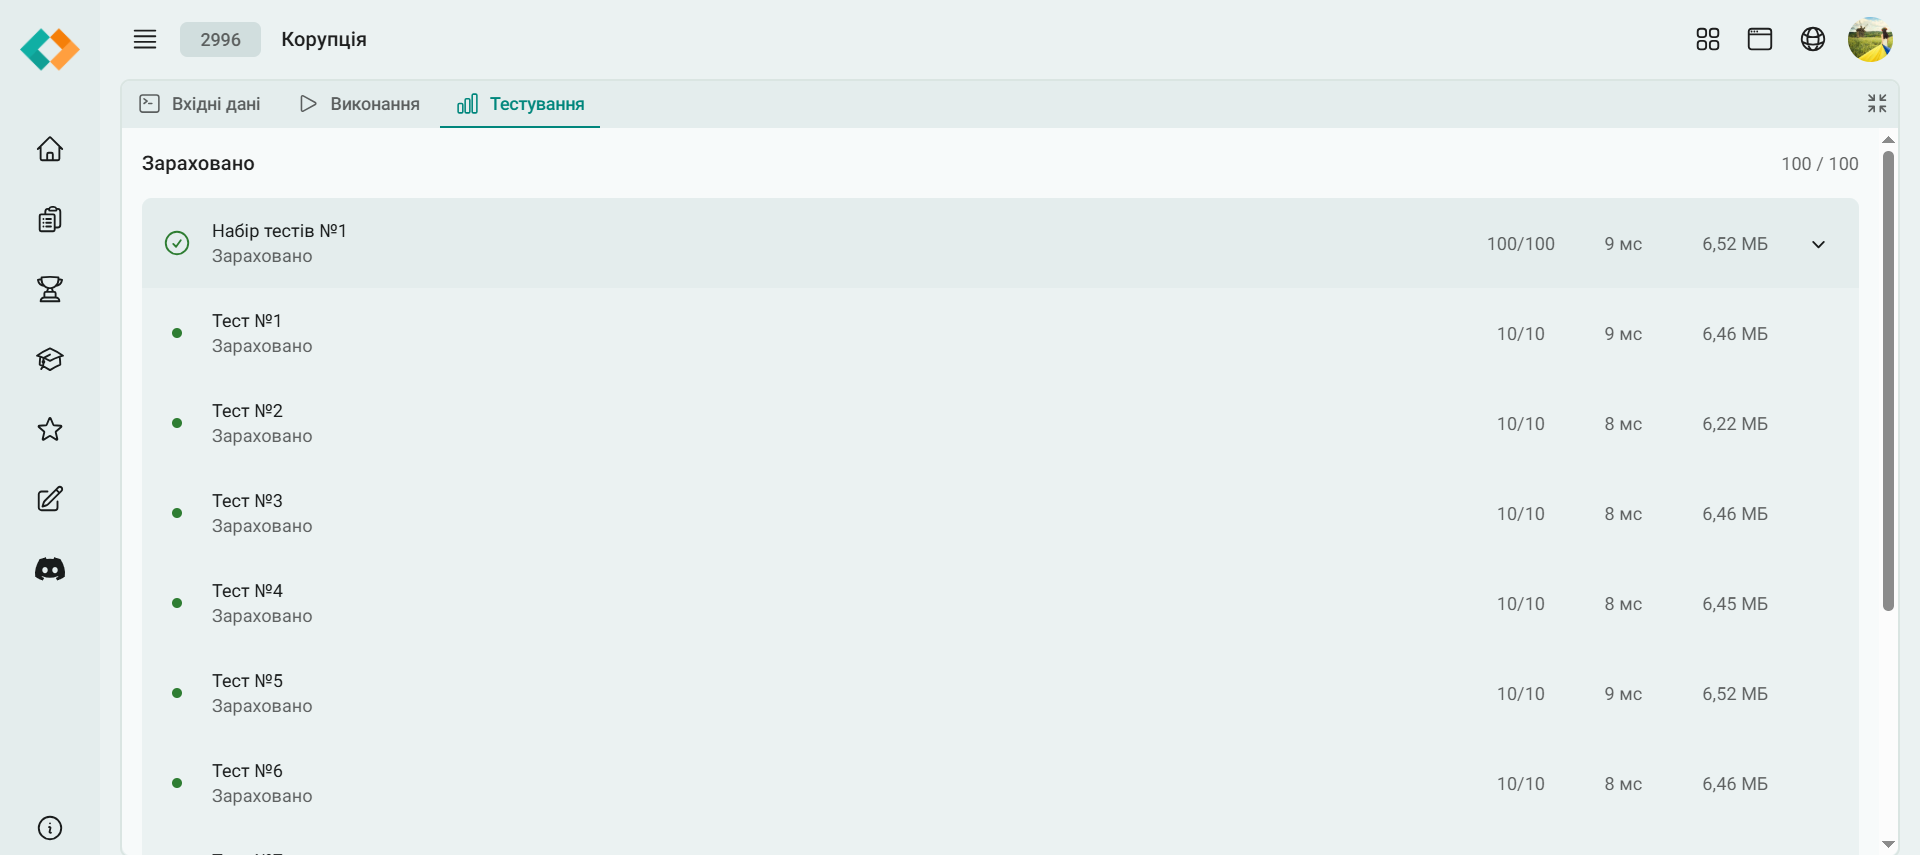 2996 Корупція
Вхідні дані Виконання Тестування
Зараховано 100 / 100
Набір тестів №1
Зараховано
100/100 9 мс 6,52 МБ
Тест №1
Зараховано
10/10 9 мс 6,46 МБ
Тест №2
Зараховано
10/10 8 мс 6,22 МБ
Тест №3
Зараховано
10/10 8 мс 6,46 МБ
Тест №4
Зараховано
10/10 8 мс 6,45 МБ
Тест №5
Зараховано
10/10 9 мс 6,52 МБ
Тест №6
Зараховано
10/10 8 мс 6,46 МБ